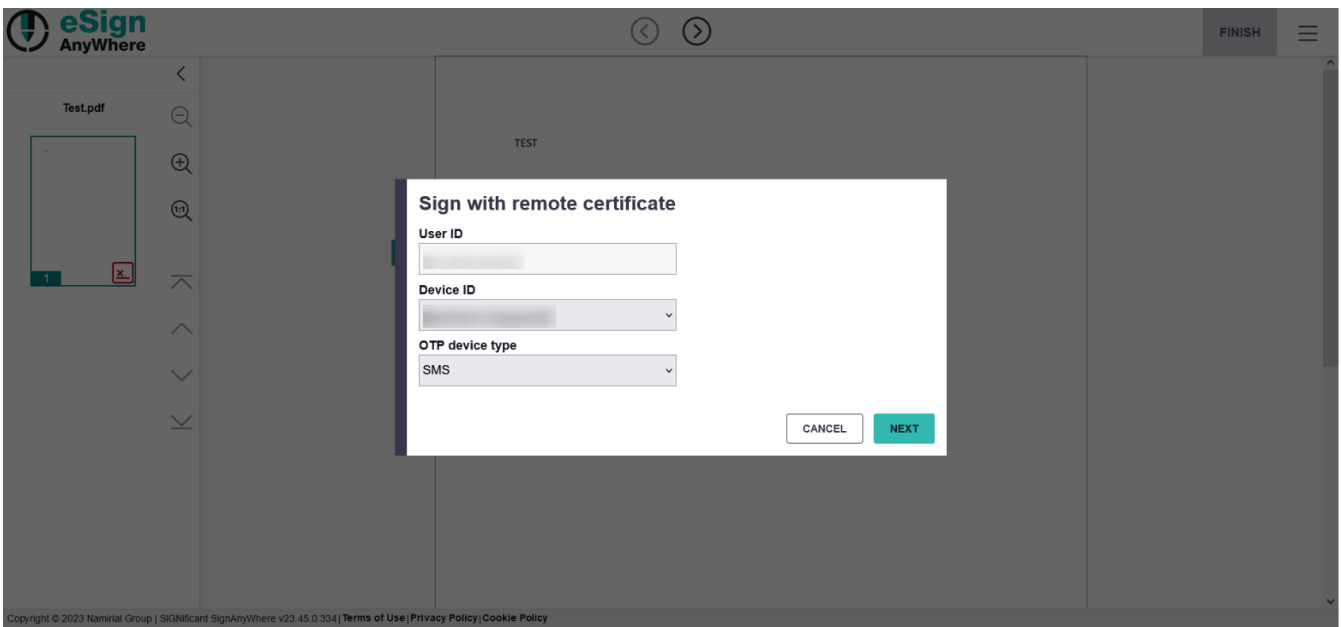 eSign
AnyWhere
FINISH
Test.pdf
1:1
TEST
1
x
Sign with remote certificate
User ID
Device ID
OTP device type
SMS
CANCEL
NEXT
Copyright © 2023 Namirial Group | SIGNificant SignAnyWhere v23.45.0.334 | Terms of Use | Privacy Policy | Cookie Policy